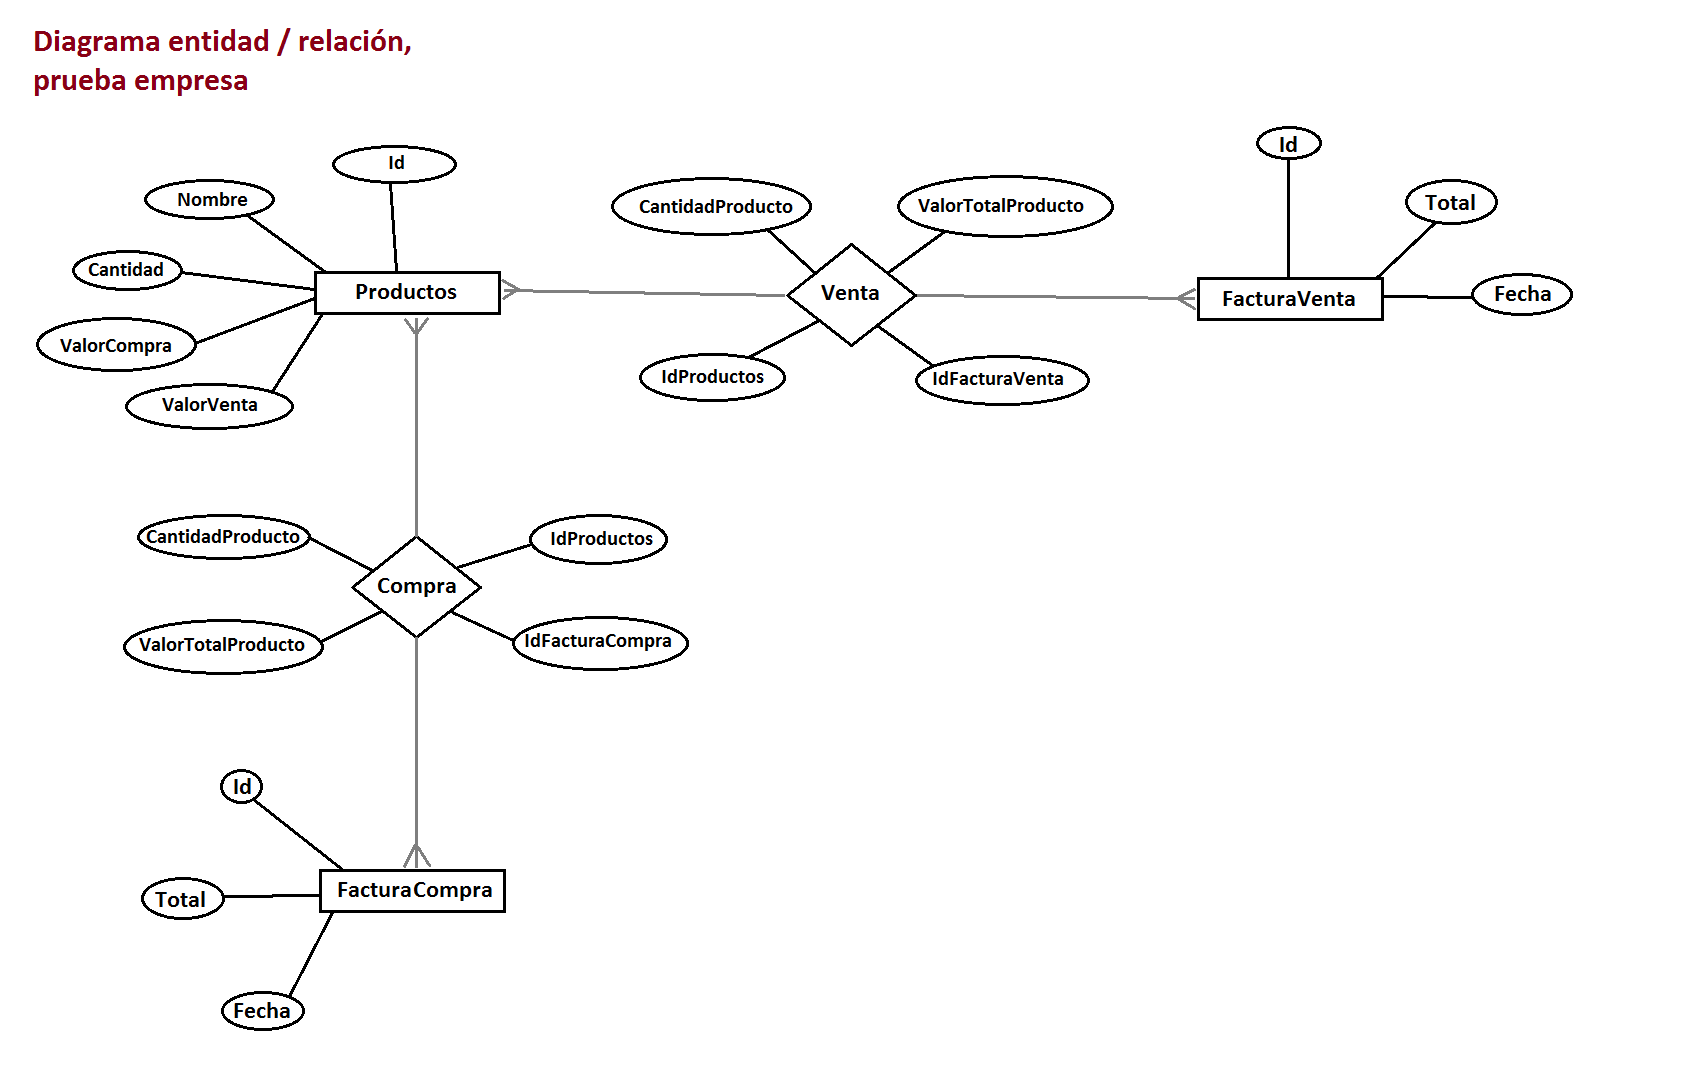 Diagrama entidad / relación,
prueba empresa
Id
Nombre
Cantidad
ValorCompra
ValorVenta
Productos
CantidadProducto
ValorTotalProducto
Venta
IdProductos
IdFacturaVenta
Id
Total
Fecha
FacturaVenta
CantidadProducto
IdProductos
Compra
ValorTotalProducto
IdFacturaCompra
Id
Total
FacturaCompra
Fecha